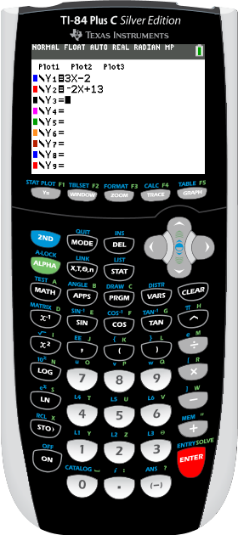 TI-84 Plus C Silver Edition
TEXAS INSTRUMENTS
NORMAL FLOAT AUTO REAL RADIAN MP
Plot1 Plot2 Plot3
\Y1=3X-2
\Y2=-2X+13
\Y3=
\Y4=
\Y5=
\Y6=
\Y7=
\Y8=
\Y9=
STAT PLOT F1 TBLSET F2 FORMAT F3 CALC F4 TABLE F5
Y= WINDOW ZOOM TRACE GRAPH
QUIT INS
2ND MODE DEL
A-LOCK LINK LIST
ALPHA X,T,θ,n STAT
TEST A ANGLE B DRAW C DISTR
MATH APPS PRGM VARS CLEAR
MATRIX D SIN⁻¹ E COS⁻¹ F TAN⁻¹ G π H
x⁻¹ SIN COS TAN ^
√ I EE J { K } L e M
x² , ( ) ÷
10ˣ N u O v P w Q [ R
LOG 7 8 9 ×
eˣ S L4 T L5 U L6 V ] W
LN 4 5 6 −
RCL X L1 Y L2 Z L3 θ MEM "
STO› 1 2 3 +
OFF CATALOG : ANS ? ENTRY SOLVE
ON 0 . (−) ENTER